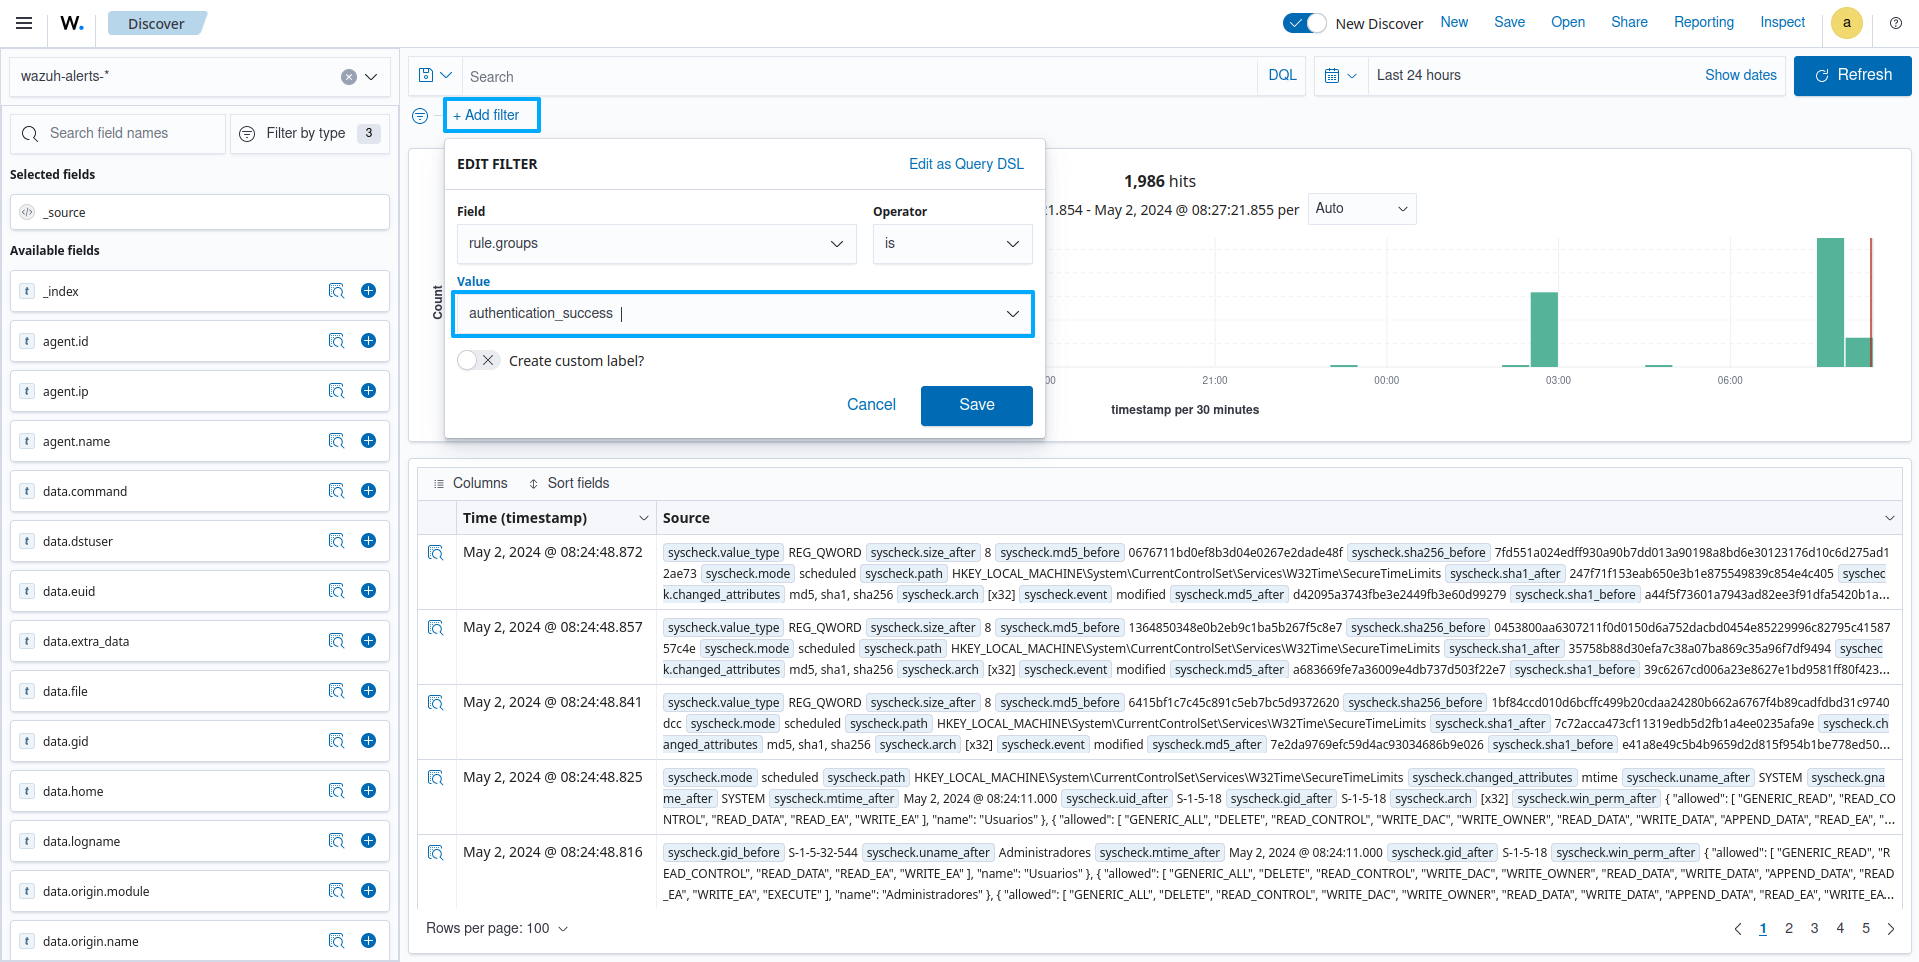 W.
Discover
New Discover
New
Save
Open
Share
Reporting
Inspect
a
wazuh-alerts-*
Search
DQL
Last 24 hours
Show dates
Refresh
+ Add filter
Search field names
Filter by type 3
Selected fields
_source
Available fields
t _index
t agent.id
t agent.ip
t agent.name
t data.command
t data.dstuser
t data.euid
t data.extra_data
t data.file
t data.gid
t data.home
t data.logname
t data.origin.module
t data.origin.name
EDIT FILTER
Edit as Query DSL
Field
Operator
rule.groups
is
Value
authentication_success
Create custom label?
Cancel
Save
1,986 hits
1.854 - May 2, 2024 @ 08:27:21.855 per
Auto
Count
00
21:00
00:00
03:00
06:00
timestamp per 30 minutes
Columns
Sort fields
Time (timestamp)
Source
May 2, 2024 @ 08:24:48.872
syscheck.value_type REG_QWORD syscheck.size_after 8 syscheck.md5_before 0676711bd0ef8b3d04e0267e2dade48f syscheck.sha256_before 7fd551a024edff930a90b7dd013a90198a8bd6e30123176d10c6d275ad1
2ae73 syscheck.mode scheduled syscheck.path HKEY_LOCAL_MACHINE\System\CurrentControlSet\Services\W32Time\SecureTimeLimits syscheck.sha1_after 247f71f153eab650e3b1e875549839c854e4c405 syschec
k.changed_attributes md5, sha1, sha256 syscheck.arch [x32] syscheck.event modified syscheck.md5_after d42095a3743fbe3e2449fb3e60d99279 syscheck.sha1_before a44f5f73601a7943ad82ee3f91dfa5420b1a...
May 2, 2024 @ 08:24:48.857
syscheck.value_type REG_QWORD syscheck.size_after 8 syscheck.md5_before 1364850348e0b2eb9c1ba5b267f5c8e7 syscheck.sha256_before 0453800aa6307211f0d0150d6a752dacbd0454e85229996c82795c41587
57c4e syscheck.mode scheduled syscheck.path HKEY_LOCAL_MACHINE\System\CurrentControlSet\Services\W32Time\SecureTimeLimits syscheck.sha1_after 35758b88d30efa7c38a07ba869c35a96f7df9494 syschec
k.changed_attributes md5, sha1, sha256 syscheck.arch [x32] syscheck.event modified syscheck.md5_after a683669fe7a36009e4db737d503f22e7 syscheck.sha1_before 39c6267cd006a23e8627e1bd9581ff80f423...
May 2, 2024 @ 08:24:48.841
syscheck.value_type REG_QWORD syscheck.size_after 8 syscheck.md5_before 6415bf1c7c45c891c5eb7bc5d9372620 syscheck.sha256_before 1bf84ccd010d6bcffc499b20cdaa24280b662a6767f4b89cadfdbd31c9740
dcc syscheck.mode scheduled syscheck.path HKEY_LOCAL_MACHINE\System\CurrentControlSet\Services\W32Time\SecureTimeLimits syscheck.sha1_after 7c72acca473cf11319edb5d2fb1a4ee0235afa9e syscheck.ch
anged_attributes md5, sha1, sha256 syscheck.arch [x32] syscheck.event modified syscheck.md5_after 7e2da9769efc59d4ac93034686b9e026 syscheck.sha1_before e41a8e49c5b4b9659d2d815f954b1be778ed50...
May 2, 2024 @ 08:24:48.825
syscheck.mode scheduled syscheck.path HKEY_LOCAL_MACHINE\System\CurrentControlSet\Services\W32Time\SecureTimeLimits syscheck.changed_attributes mtime syscheck.uname_after SYSTEM syscheck.gna
me_after SYSTEM syscheck.mtime_after May 2, 2024 @ 08:24:11.000 syscheck.uid_after S-1-5-18 syscheck.gid_after S-1-5-18 syscheck.arch [x32] syscheck.win_perm_after { "allowed": [ "GENERIC_READ", "READ_CO
NTROL", "READ_DATA", "READ_EA", "WRITE_EA" ], "name": "Usuarios" }, { "allowed": [ "GENERIC_ALL", "DELETE", "READ_CONTROL", "WRITE_DAC", "WRITE_OWNER", "READ_DATA", "WRITE_DATA", "APPEND_DATA", "READ_EA", "...
May 2, 2024 @ 08:24:48.816
syscheck.gid_before S-1-5-32-544 syscheck.uname_after Administradores syscheck.mtime_after May 2, 2024 @ 08:24:11.000 syscheck.gid_after S-1-5-18 syscheck.win_perm_after { "allowed": [ "GENERIC_READ", "R
EAD_CONTROL", "READ_DATA", "READ_EA", "WRITE_EA" ], "name": "Usuarios" }, { "allowed": [ "GENERIC_ALL", "DELETE", "READ_CONTROL", "WRITE_DAC", "WRITE_OWNER", "READ_DATA", "WRITE_DATA", "APPEND_DATA", "READ
_EA", "WRITE_EA", "EXECUTE" ], "name": "Administradores" }, { "allowed": [ "GENERIC_ALL", "DELETE", "READ_CONTROL", "WRITE_DAC", "WRITE_OWNER", "READ_DATA", "WRITE_DATA", "APPEND_DATA", "READ_EA", "WRITE_EA...
Rows per page: 100
1 2 3 4 5